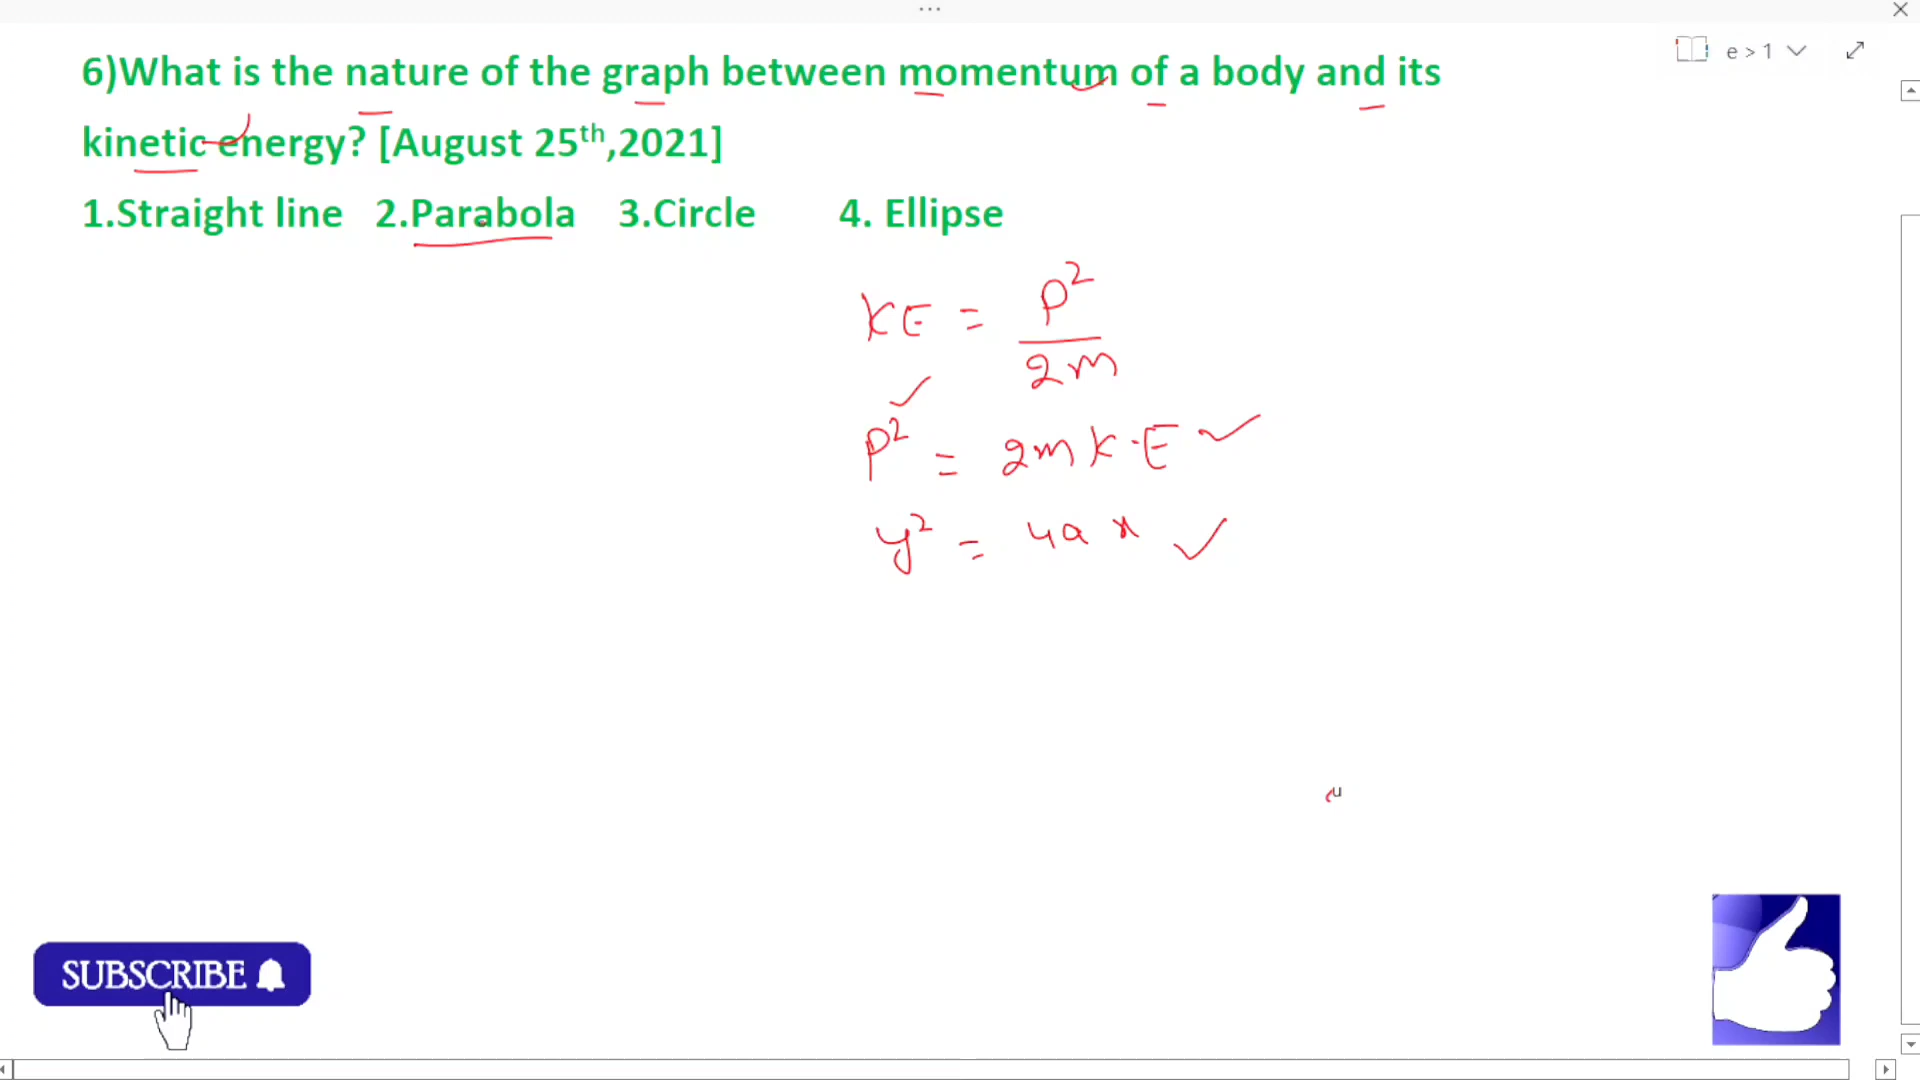 e > 1
6)What is the nature of the graph between momentum of a body and its
kinetic energy? [August 25th,2021]
1.Straight line 2.Parabola 3.Circle 4. Ellipse
KE = P²/2m
P² = 2m K.E
y² = 4a x
SUBSCRIBE